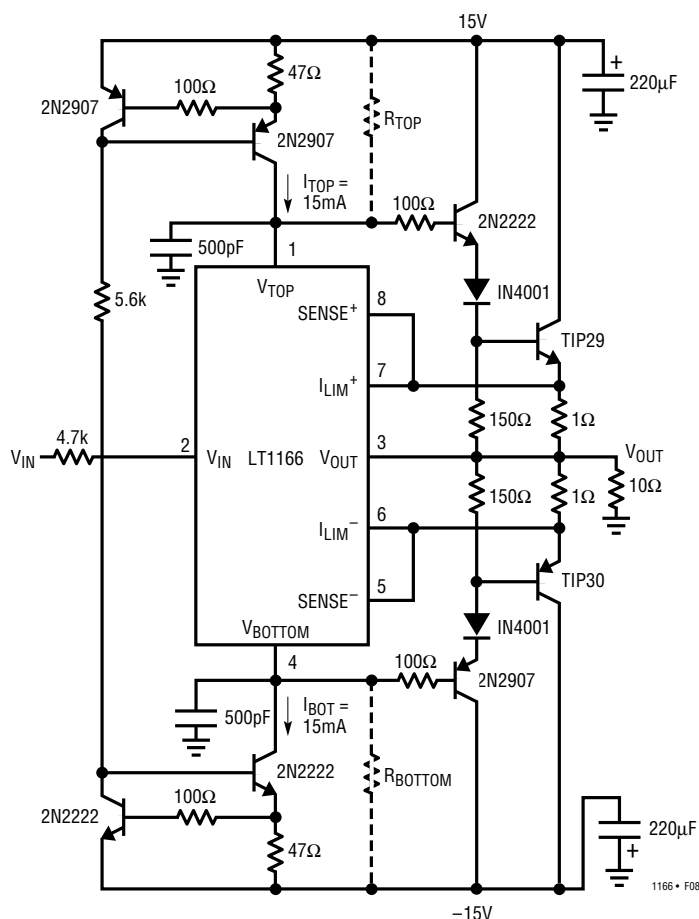 15V
47Ω
100Ω
2N2907
220µF
+
2N2907
R_TOP
I_TOP =
15mA
100Ω
2N2222
500pF
1
V_TOP
IN4001
5.6k
SENSE+
8
TIP29
I_LIM+
7
150Ω
1Ω
4.7k
V_IN
2
V_IN
LT1166
V_OUT
3
V_OUT
10Ω
150Ω
1Ω
I_LIM–
6
TIP30
SENSE–
5
IN4001
V_BOTTOM
4
100Ω
2N2907
500pF
I_BOT =
15mA
2N2222
R_BOTTOM
100Ω
2N2222
47Ω
220µF
+
–15V
1166 • F08